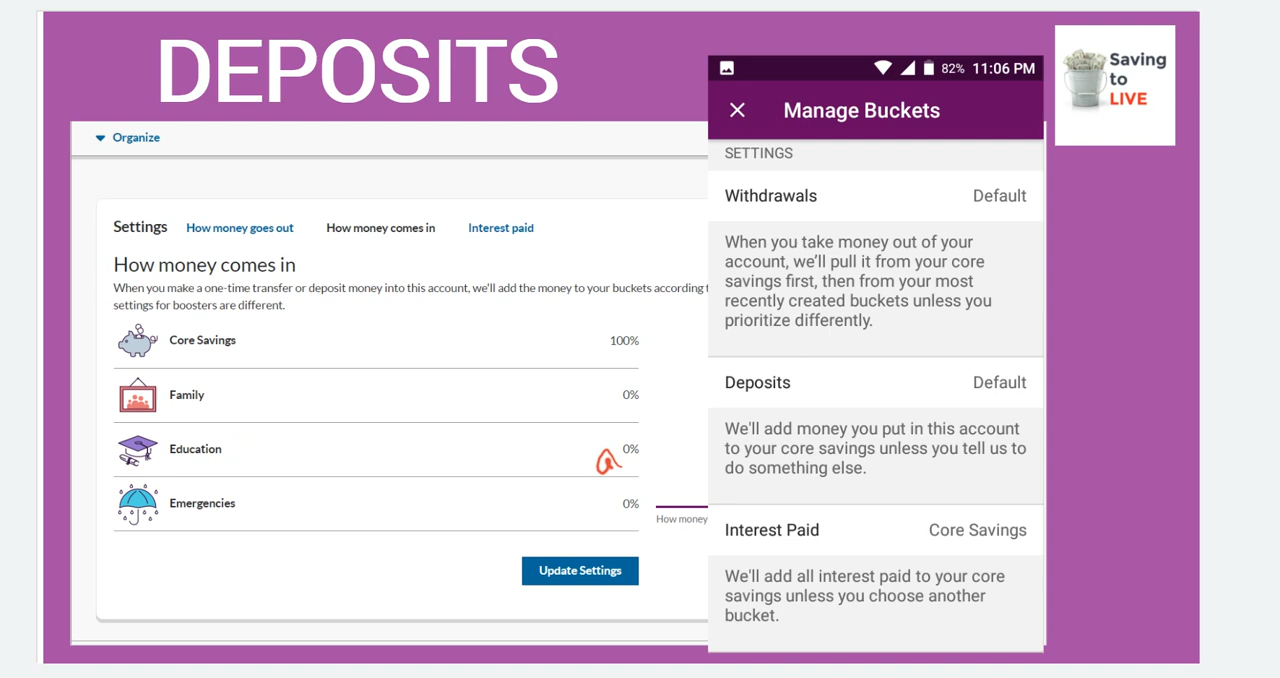 DEPOSITS
Organize
Settings How money goes out How money comes in Interest paid
How money comes in
When you make a one-time transfer or deposit money into this account, we'll add the money to your buckets according
settings for boosters are different.
Core Savings 100%
Family 0%
Education 0%
Emergencies 0%
How money
Update Settings
82% 11:06 PM
Manage Buckets
SETTINGS
Withdrawals Default
When you take money out of your
account, we'll pull it from your core
savings first, then from your most
recently created buckets unless you
prioritize differently.
Deposits Default
We'll add money you put in this account
to your core savings unless you tell us to
do something else.
Interest Paid Core Savings
We'll add all interest paid to your core
savings unless you choose another
bucket.
Saving
to
LIVE